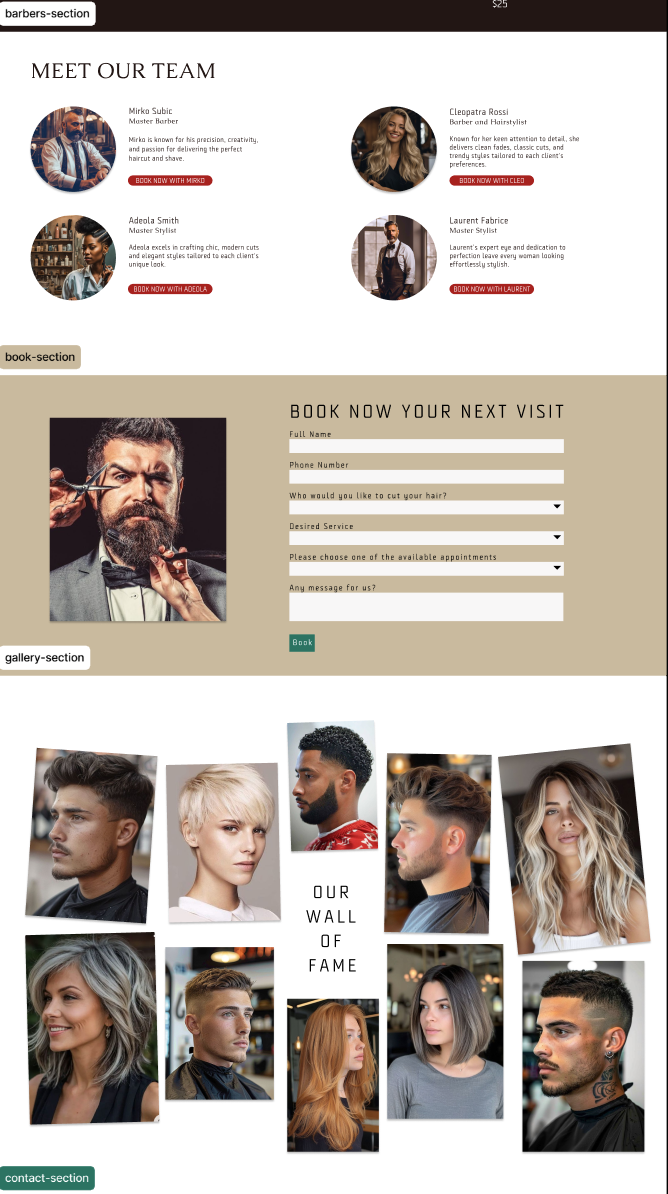 $25
barbers-section
MEET OUR TEAM
Mirko Subic
Master Barber
Mirko is known for his precision, creativity,
and passion for delivering the perfect
haircut and shave.
BOOK NOW WITH MIRKO
Cleopatra Rossi
Barber and Hairstylist
Known for her keen attention to detail, she
delivers clean fades, classic cuts, and
trendy styles tailored to each client's
preferences.
BOOK NOW WITH CLEO
Adeola Smith
Master Stylist
Adeola excels in crafting chic, modern cuts
and elegant styles tailored to each client's
unique look.
BOOK NOW WITH ADEOLA
Laurent Fabrice
Master Stylist
Laurent's expert eye and dedication to
perfection leave every woman looking
effortlessly stylish.
BOOK NOW WITH LAURENT
book-section
BOOK NOW YOUR NEXT VISIT
Full Name
Phone Number
Who would you like to cut your hair?
Desired Service
Please choose one of the available appointments
Any message for us?
Book
gallery-section
OUR
WALL
OF
FAME
contact-section